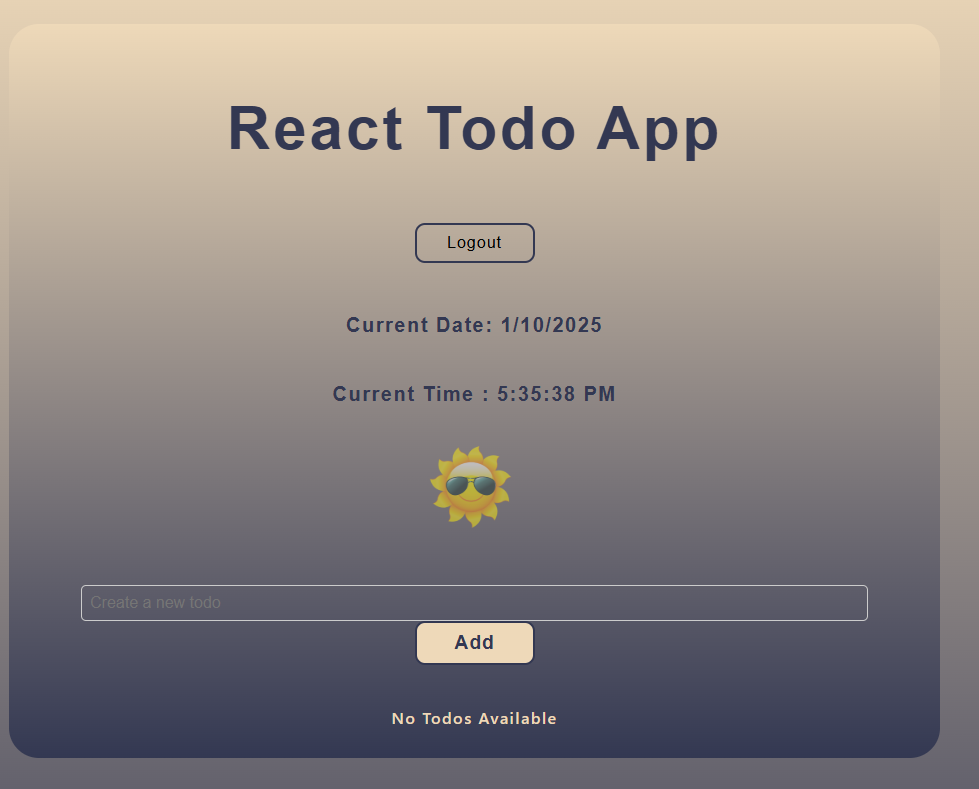 React Todo App
Logout
Current Date: 1/10/2025
Current Time : 5:35:38 PM
Create a new todo
Add
No Todos Available